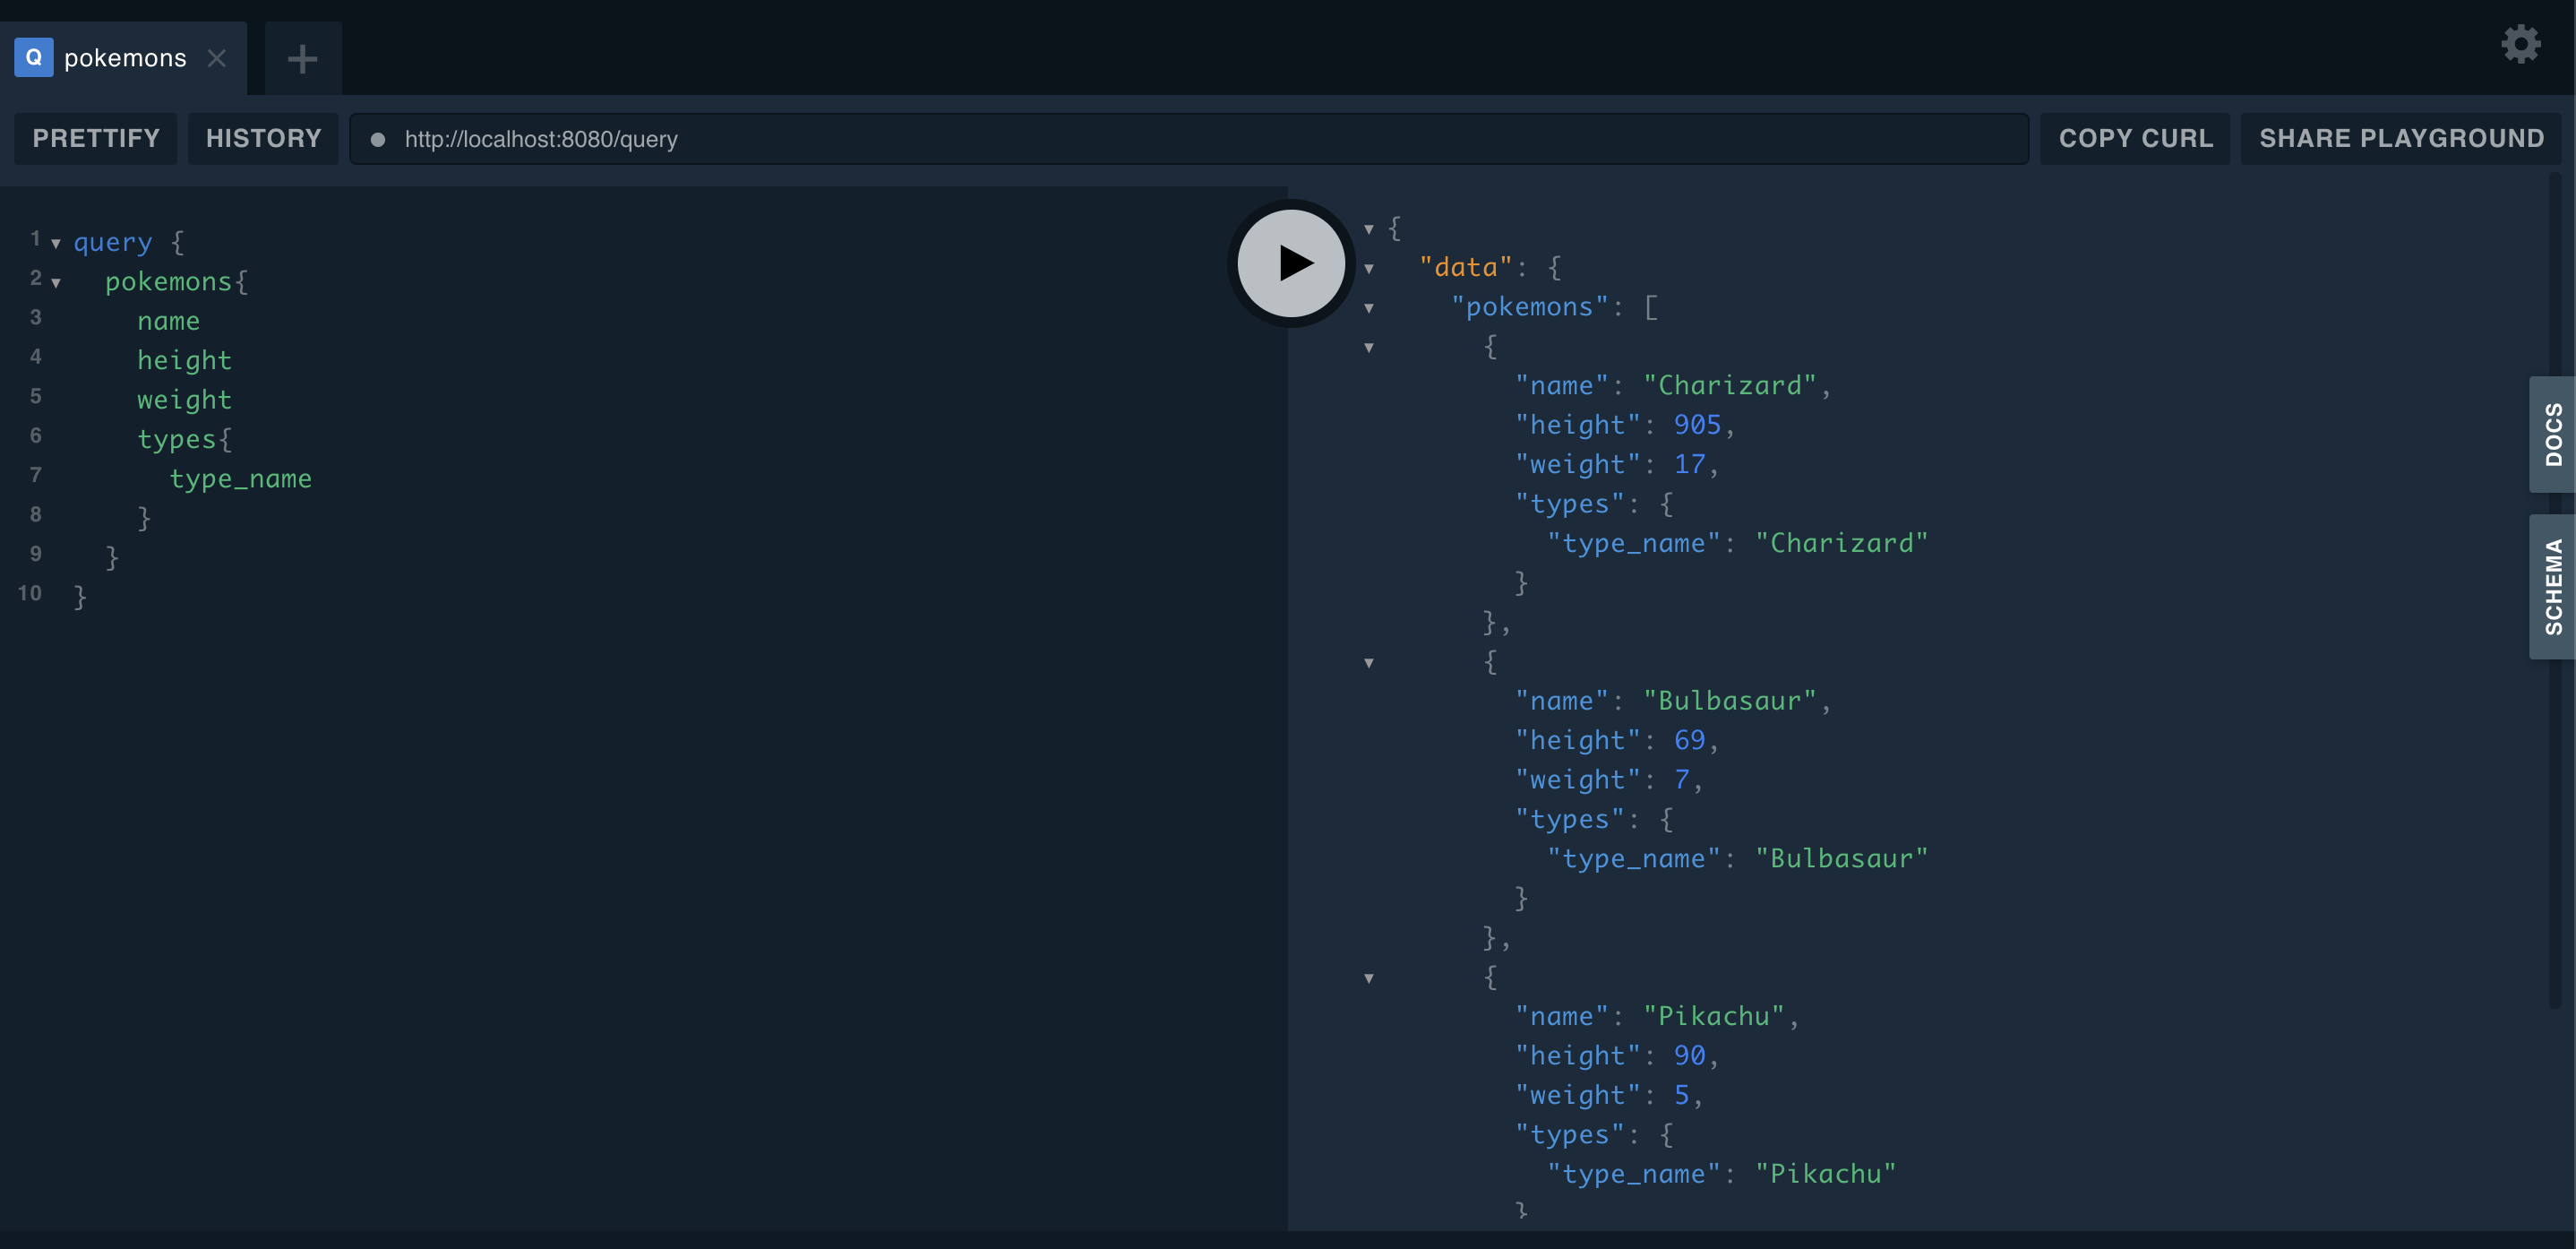 Q pokemons
PRETTIFY HISTORY http://localhost:8080/query COPY CURL SHARE PLAYGROUND
1 query {
2 pokemons{
3 name
4 height
5 weight
6 types{
7 type_name
8 }
9 }
10 }
{
"data": {
"pokemons": [
{
"name": "Charizard",
"height": 905,
"weight": 17,
"types": {
"type_name": "Charizard"
}
},
{
"name": "Bulbasaur",
"height": 69,
"weight": 7,
"types": {
"type_name": "Bulbasaur"
}
},
{
"name": "Pikachu",
"height": 90,
"weight": 5,
"types": {
"type_name": "Pikachu"
}
DOCS
SCHEMA